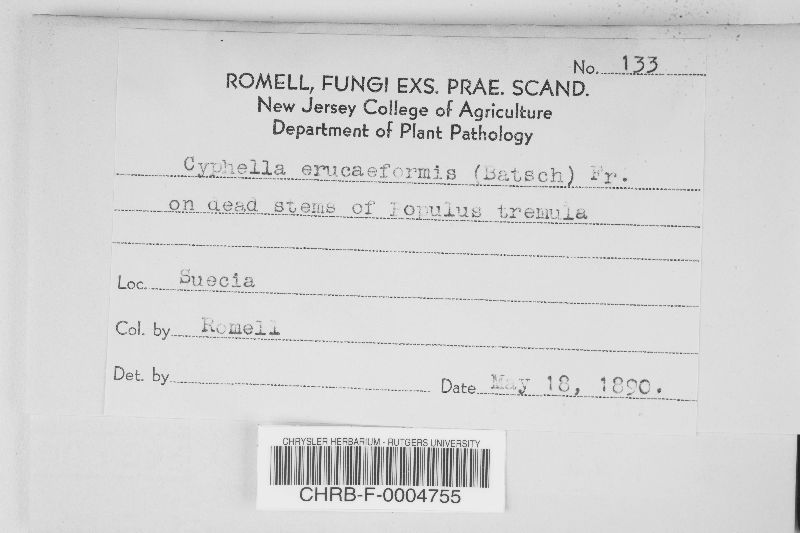 No. 133
ROMELL, FUNGI EXS. PRAE. SCAND.
New Jersey College of Agriculture
Department of Plant Pathology
Cyphella erucaeformis (Batsch) Fr.
on dead stems of Populus tremula
Loc. Suecia
Col. by Romell
Det. by
Date May 18, 1890.
CHRYSLER HERBARIUM - RUTGERS UNIVERSITY
CHRB-F-0004755